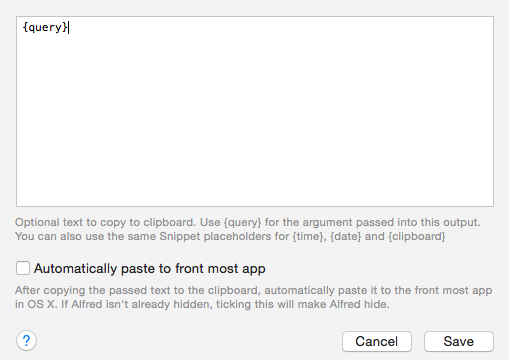 {query}
Optional text to copy to clipboard. Use {query} for the argument passed into this output.
You can also use the same Snippet placeholders for {time}, {date} and {clipboard}
Automatically paste to front most app
After copying the passed text to the clipboard, automatically paste it to the front most app
in OS X. If Alfred isn't already hidden, ticking this will make Alfred hide.
? Cancel Save